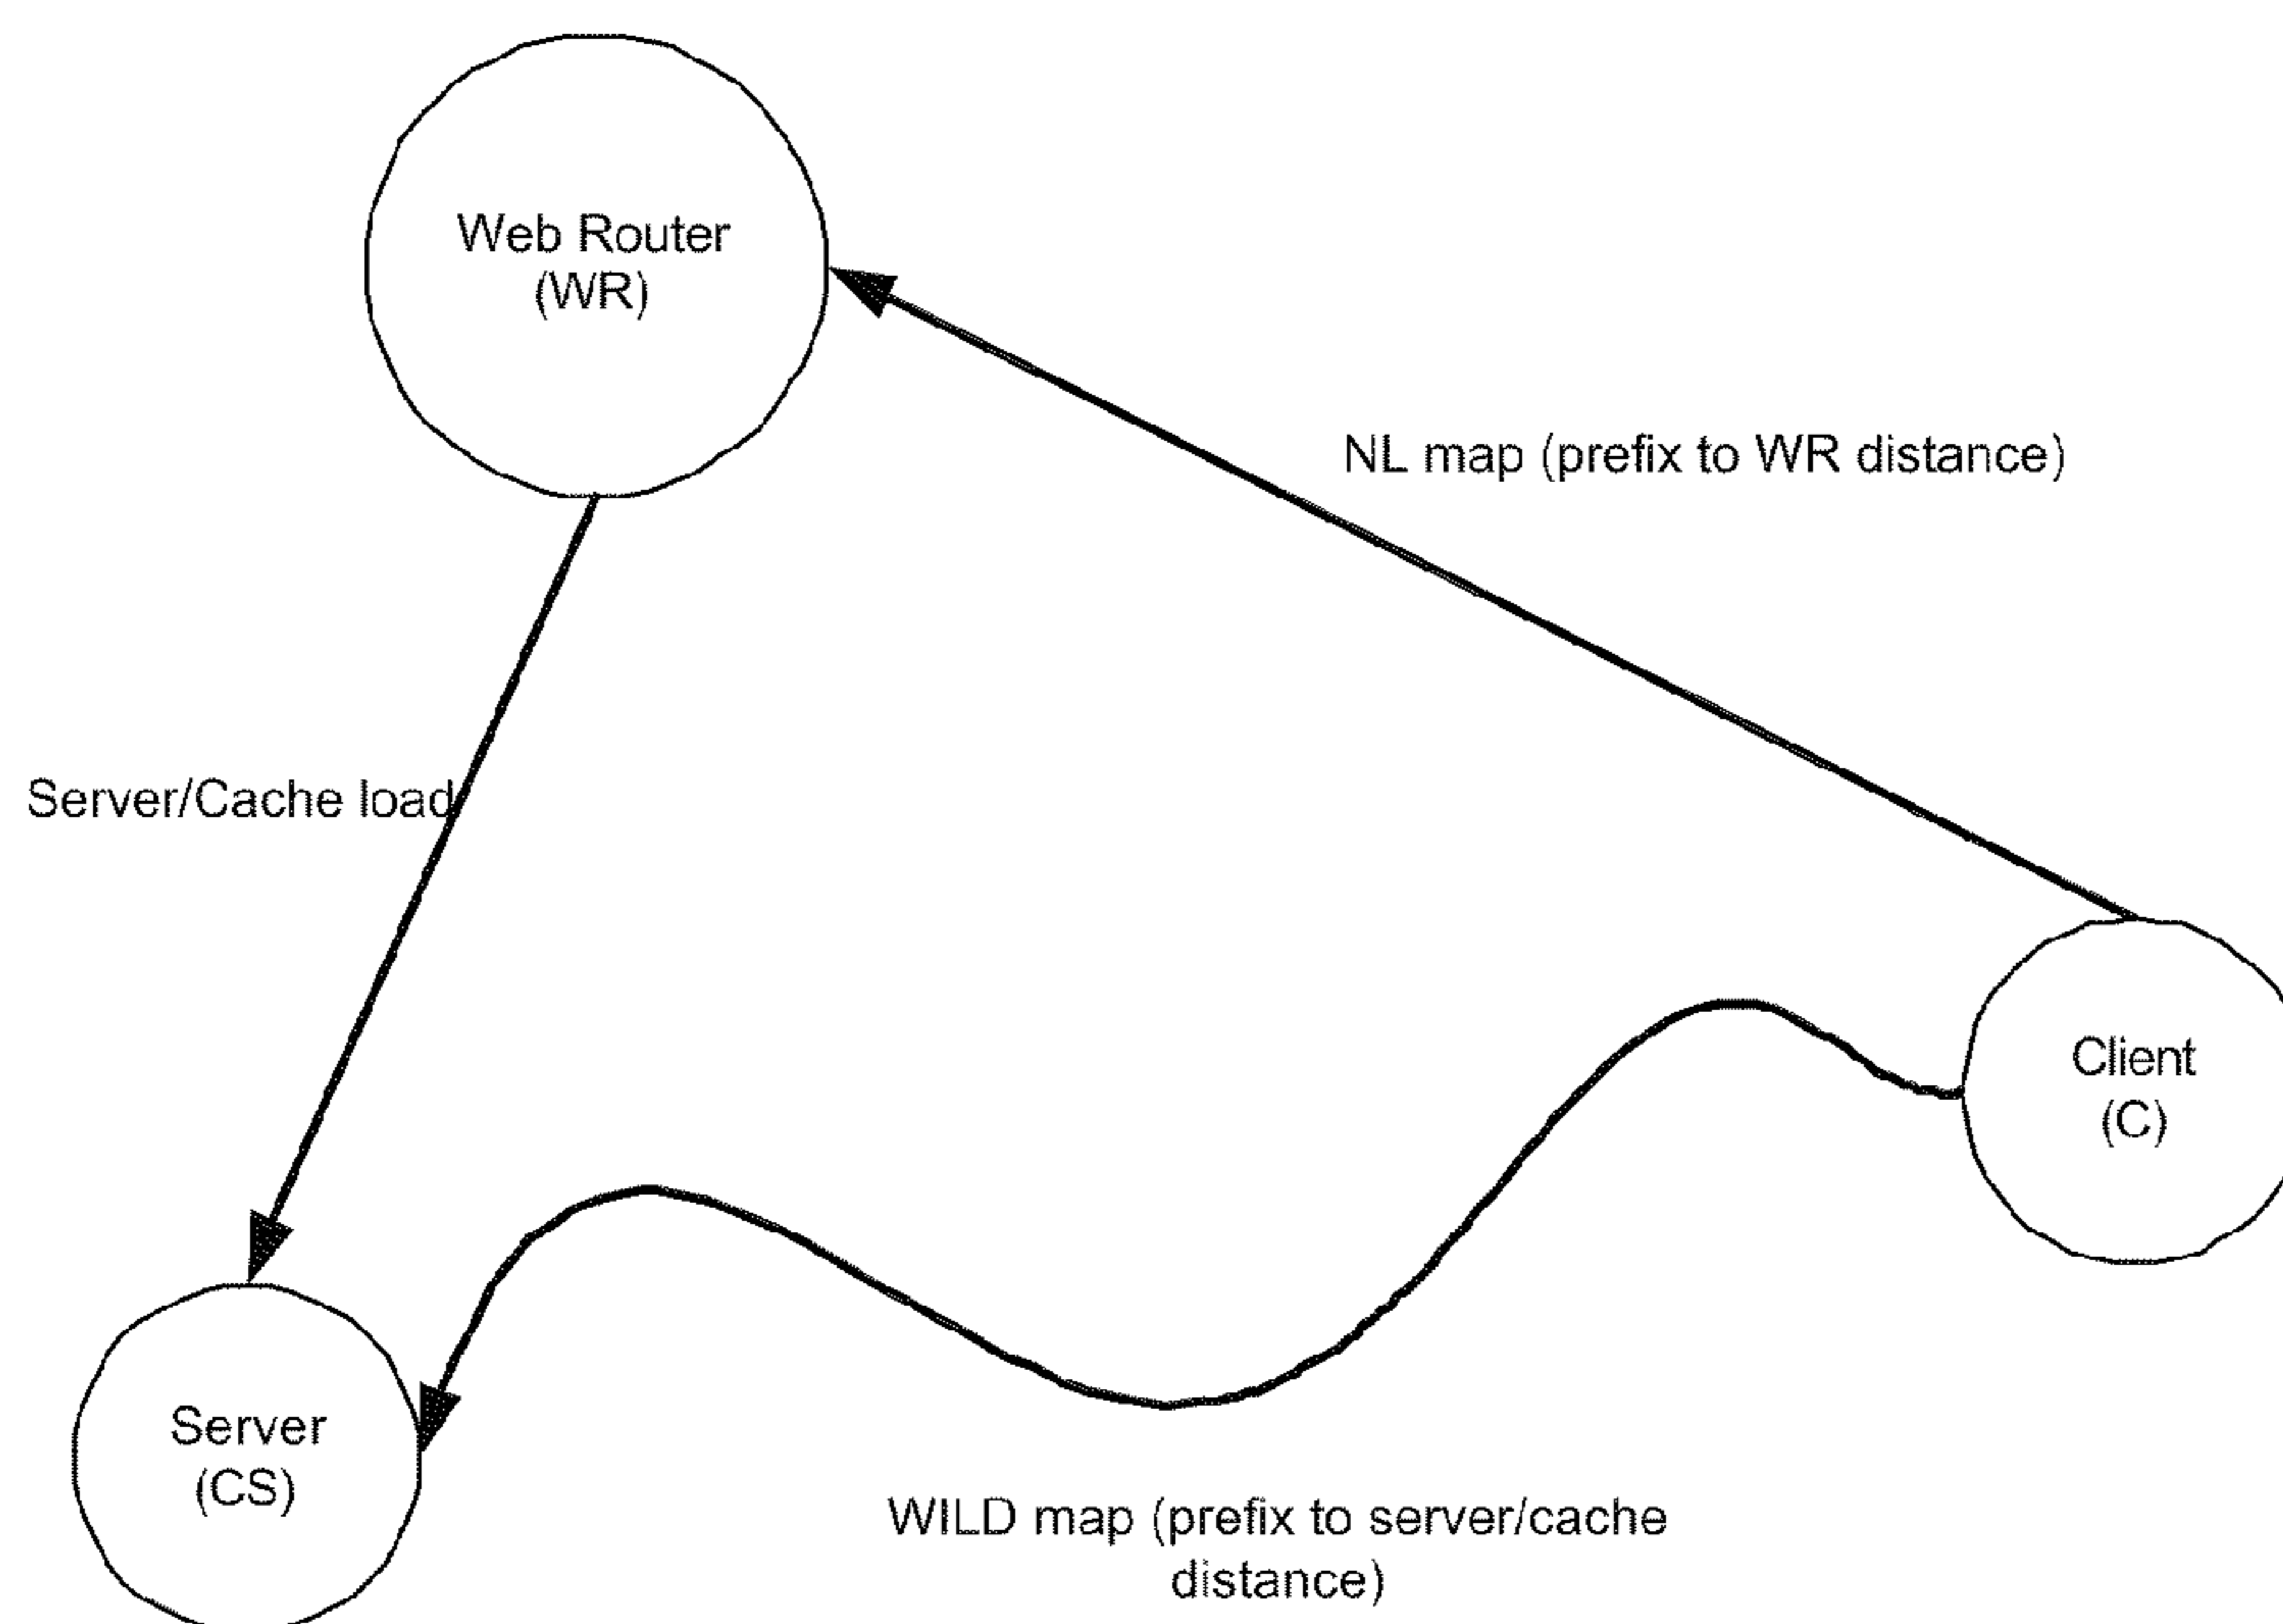 Web Router
(WR)
NL map (prefix to WR distance)
Server/Cache load
Client
(C)
Server
(CS)
WILD map (prefix to server/cache
distance)